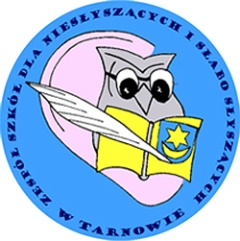 ZESPÓŁ SZKÓŁ DLA NIESŁYSZĄCYCH I SŁABO SŁYSZĄCYCH
W TARNOWIE